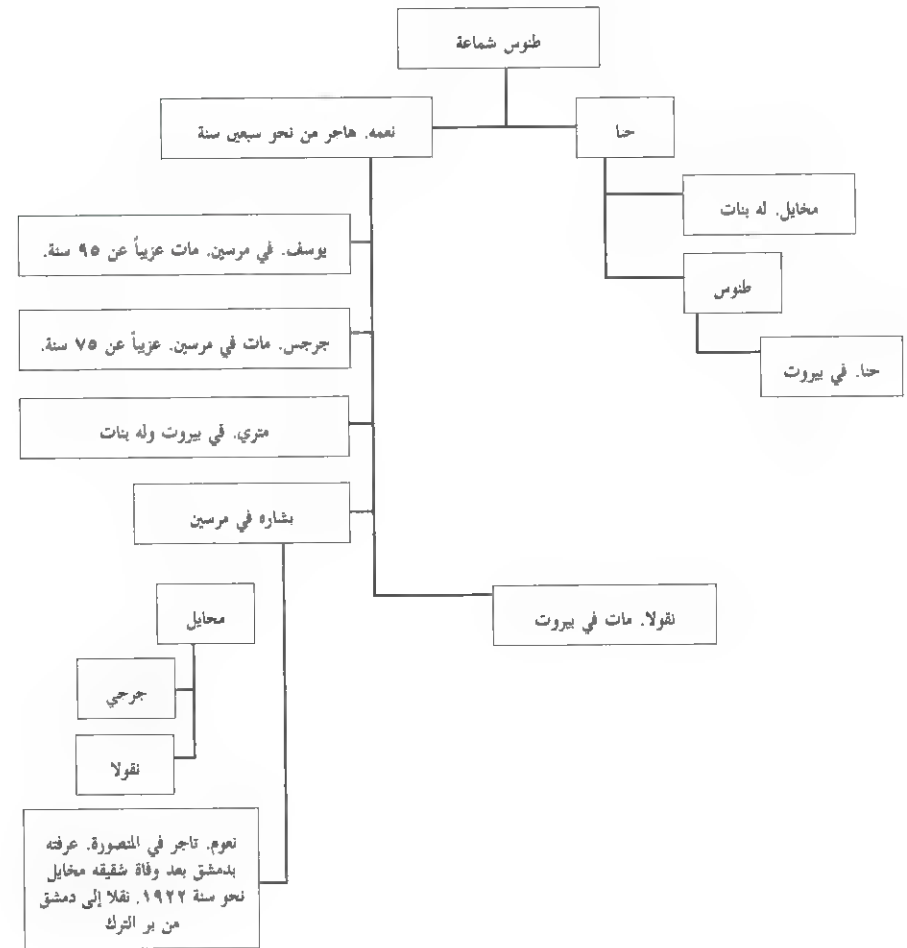 طنوس شماعة
حنا
نعمه. هاجر من نحو سبعين سنة
مخايل. له بنات
يوسف. في مرسين. مات عزيباً عن ٩٥ سنة.
طنوس
جرجس. مات في مرسين. عزيباً عن ٧٥ سنة.
حنا. في بيروت
متري. في بيروت وله بنات
بشاره في مرسين
نقولا. مات في بيروت
محايل
جرجي
نقولا
نعوم. تاجر في المنصورة. عرفته
بدمشق بعد وفاة شقيقه مخايل
نحو سنة ١٩٢٢. نقلا إلى دمشق
من بر الترك